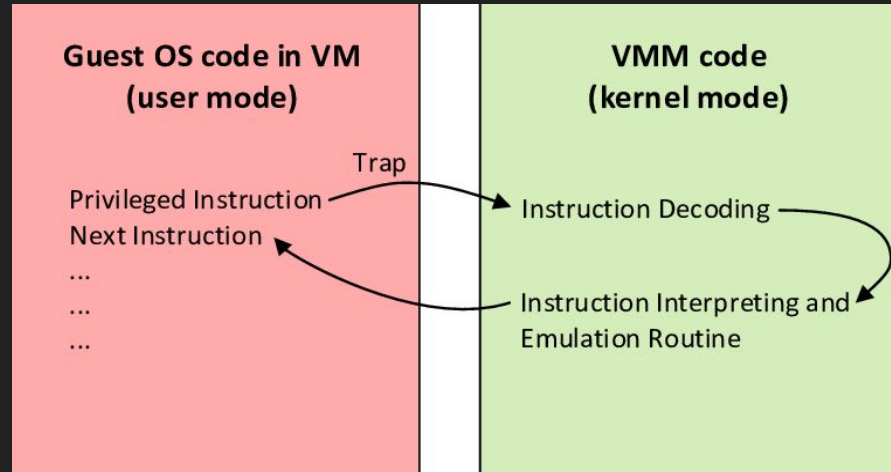 Guest OS code in VM
(user mode)
VMM code
(kernel mode)
Trap
Privileged Instruction
Next Instruction
...
...
...
Instruction Decoding
Instruction Interpreting and
Emulation Routine